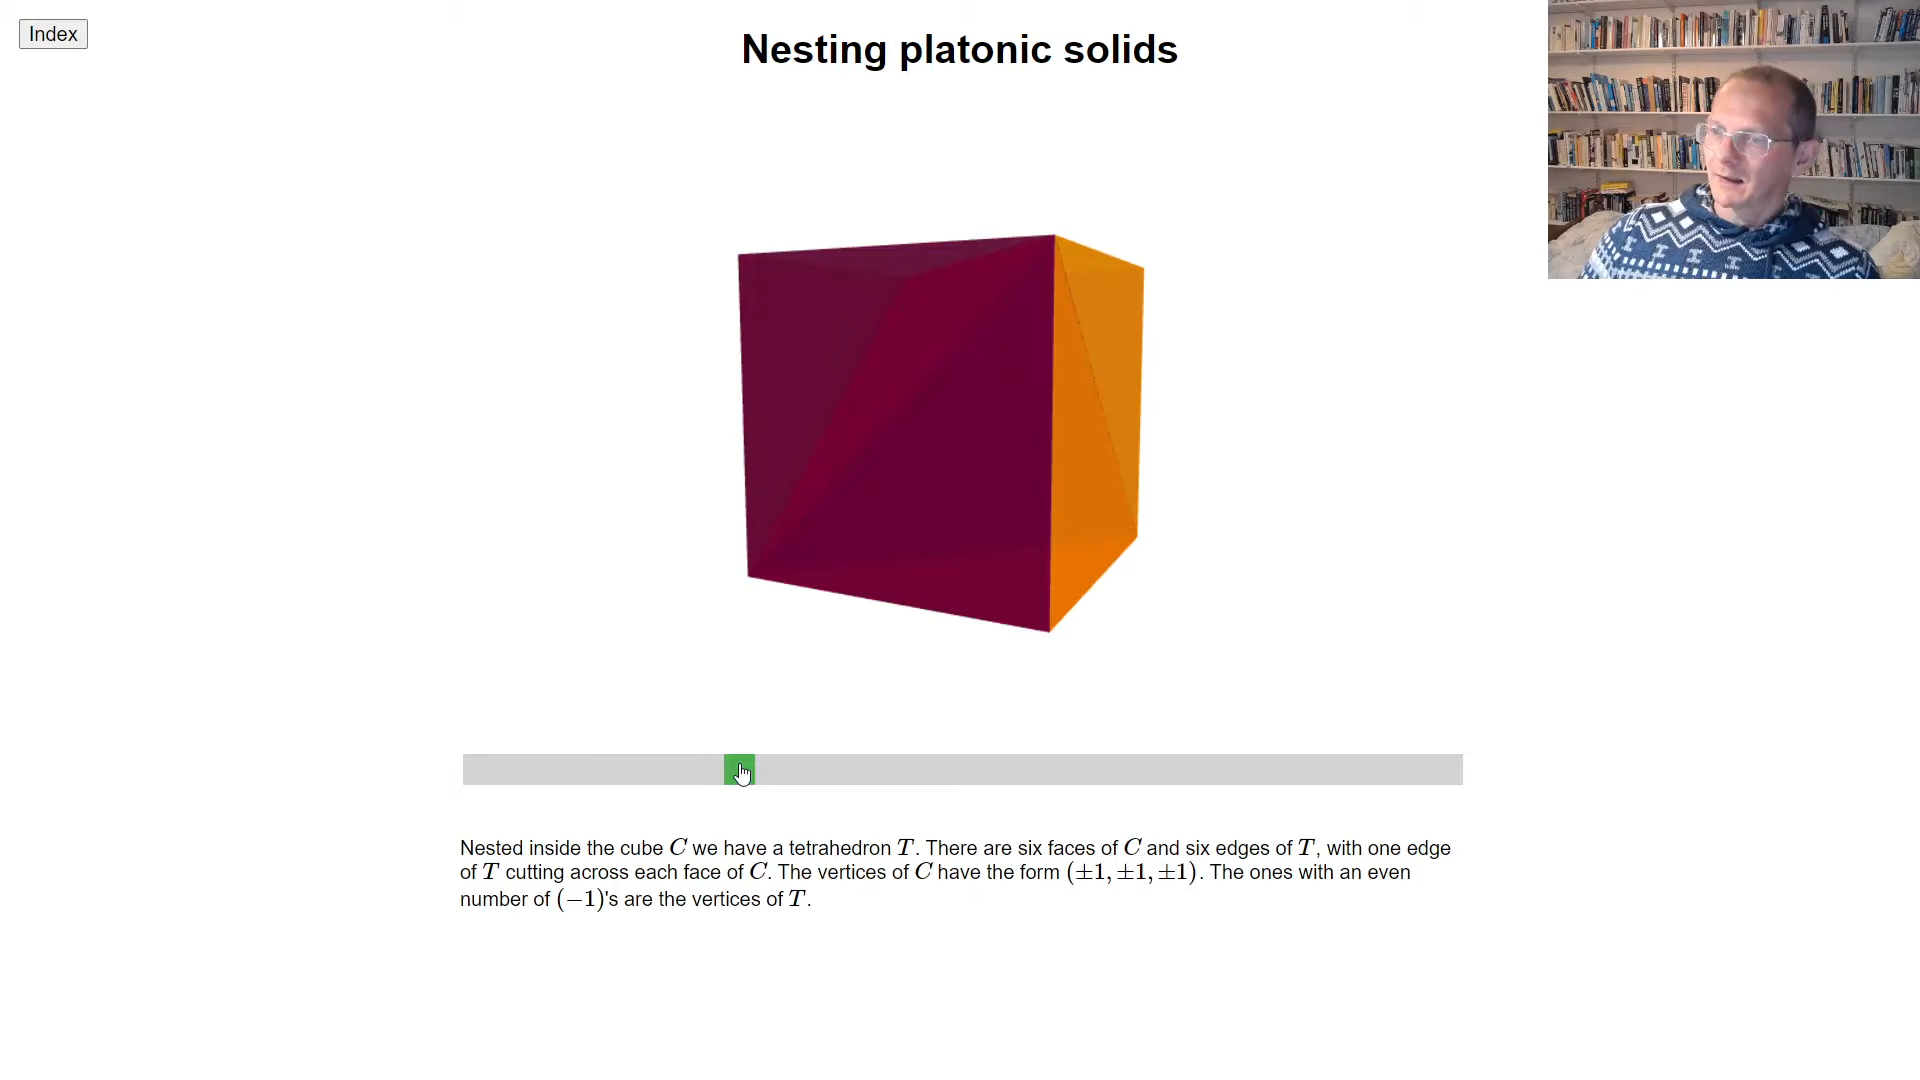 Index
Nesting platonic solids
Nested inside the cube C we have a tetrahedron T. There are six faces of C and six edges of T, with one edge
of T cutting across each face of C. The vertices of C have the form (±1, ±1, ±1). The ones with an even
number of (−1)'s are the vertices of T.